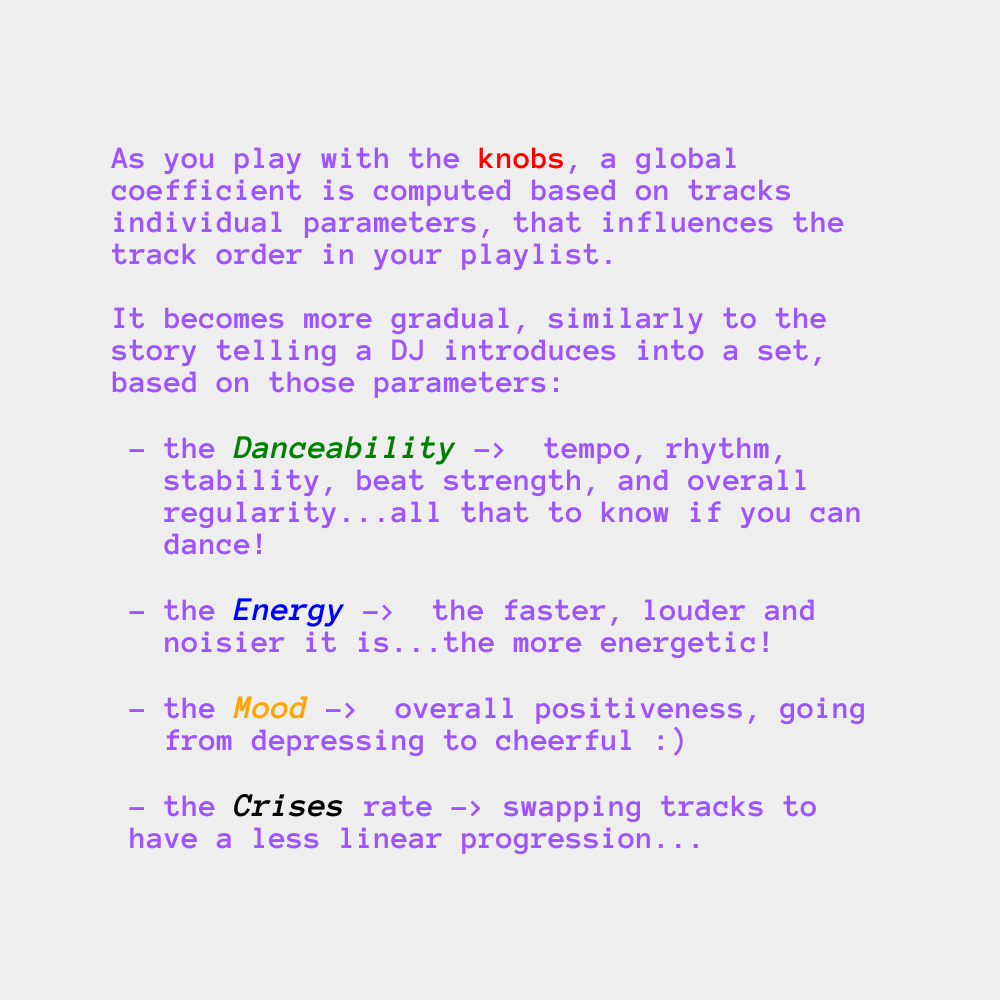 As you play with the knobs, a global
coefficient is computed based on tracks
individual parameters, that influences the
track order in your playlist.
It becomes more gradual, similarly to the
story telling a DJ introduces into a set,
based on those parameters:
- the Danceability -> tempo, rhythm,
stability, beat strength, and overall
regularity...all that to know if you can
dance!
- the Energy -> the faster, louder and
noisier it is...the more energetic!
- the Mood -> overall positiveness, going
from depressing to cheerful :)
- the Crises rate -> swapping tracks to
have a less linear progression...